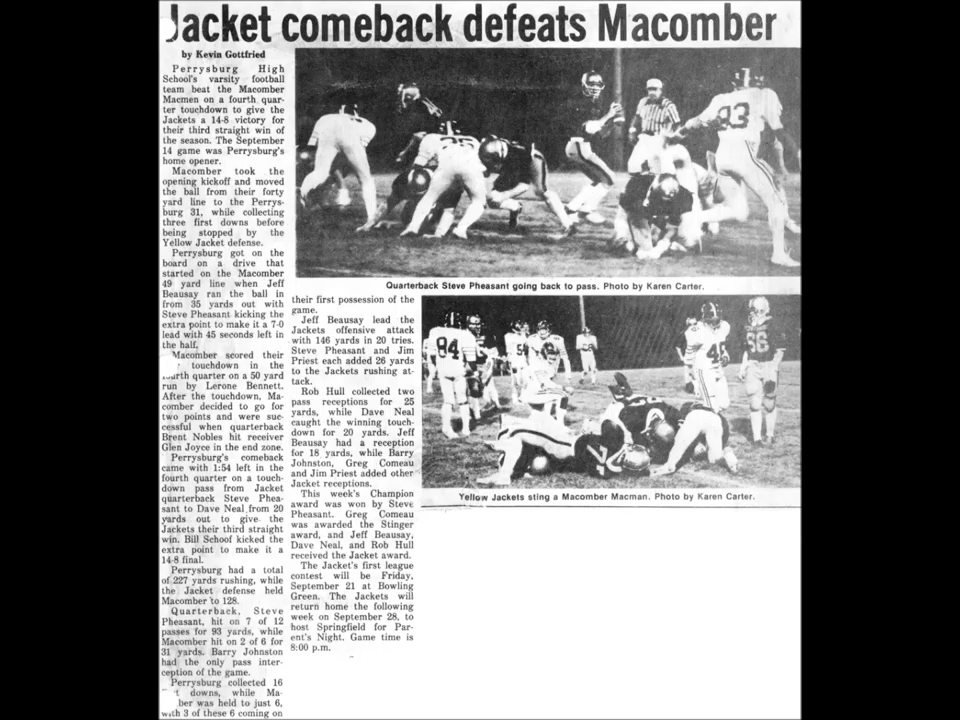 Jacket comeback defeats Macomber
by Kevin Gottfried
Perrysburg High
School's varsity football
team beat the Macomber
Macmen on a fourth quar-
ter touchdown to give the
Jackets a 14-8 victory for
their third straight win of
the season. The September
14 game was Perrysburg's
home opener.
Macomber took the
opening kickoff and moved
the ball from their forty
yard line to the Perrys-
burg 31, while collecting
three first downs before
being stopped by the
Yellow Jacket defense.
Perrysburg got on the
board on a drive that
started on the Macomber
49 yard line when Jeff
Beausay ran the ball in
from 35 yards out with
Steve Pheasant kicking the
extra point to make it a 7-0
lead with 45 seconds left in
the half.
Macomber scored their
touchdown in the
fourth quarter on a 50 yard
run by Lerone Bennett.
After the touchdown, Ma-
comber decided to go for
two points and were suc-
cessful when quarterback
Brent Nobles hit receiver
Glen Joyce in the end zone.
Perrysburg's comeback
came with 1:54 left in the
fourth quarter on a touch-
down pass from Jacket
quarterback Steve Phea-
sant to Dave Neal from 20
yards out to give the
Jackets their third straight
win. Bill Schoof kicked the
extra point to make it a
14-8 final.
Perrysburg had a total
of 227 yards rushing, while
the Jacket defense held
Macomber to 128.
Quarterback, Steve
Pheasant, hit on 7 of 12
passes for 93 yards, while
Macomber hit on 2 of 6 for
31 yards. Barry Johnston
had the only pass inter-
ception of the game.
Perrysburg collected 16
downs, while Ma-
ber was held to just 6,
with 3 of these 6 coming on
93
Quarterback Steve Pheasant going back to pass. Photo by Karen Carter.
their first possession of the
game.
Jeff Beausay lead the
Jackets offensive attack
with 146 yards in 20 tries.
Steve Pheasant and Jim
Priest each added 26 yards
to the Jackets rushing at-
tack.
Rob Hull collected two
pass receptions for 25
yards, while Dave Neal
caught the winning touch-
down for 20 yards. Jeff
Beausay had a reception
for 18 yards, while Barry
Johnston, Greg Comeau
and Jim Priest added other
Jacket receptions.
This week's Champion
award was won by Steve
Pheasant. Greg Comeau
was awarded the Stinger
award, and Jeff Beausay,
Dave Neal, and Rob Hull
received the Jacket award.
The Jacket's first league
contest will be Friday,
September 21 at Bowling
Green. The Jackets will
return home the following
week on September 28, to
host Springfield for Par-
ent's Night. Game time is
8:00 p.m.
84
66
Yellow Jackets sting a Macomber Macman. Photo by Karen Carter.